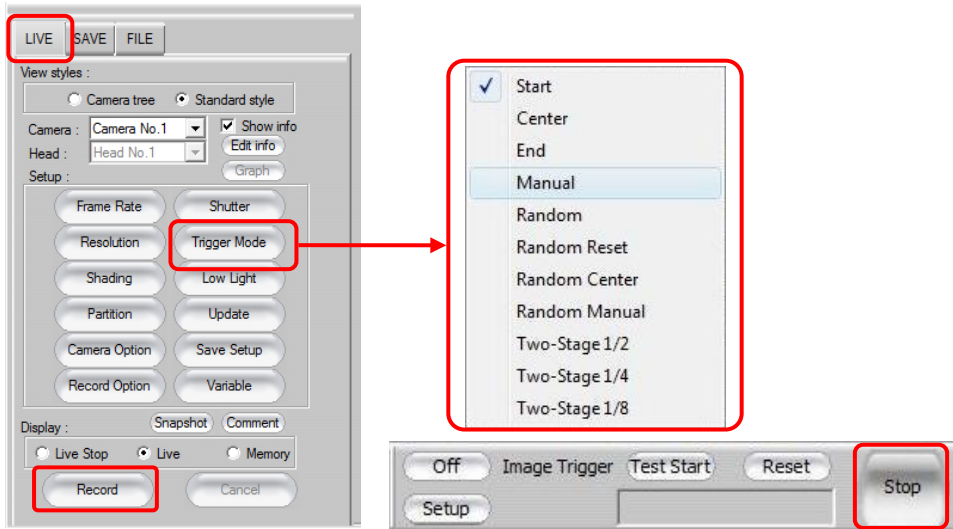 LIVE SAVE FILE
View styles :
Camera tree Standard style
Camera : Camera No.1 Show info
Head : Head No.1 Edit info
Graph
Setup :
Frame Rate Shutter
Resolution Trigger Mode
Shading Low Light
Partition Update
Camera Option Save Setup
Record Option Variable
Snapshot Comment
Display :
Live Stop Live Memory
Record Cancel
Start
Center
End
Manual
Random
Random Reset
Random Center
Random Manual
Two-Stage 1/2
Two-Stage 1/4
Two-Stage 1/8
Off Image Trigger Test Start Reset
Stop
Setup